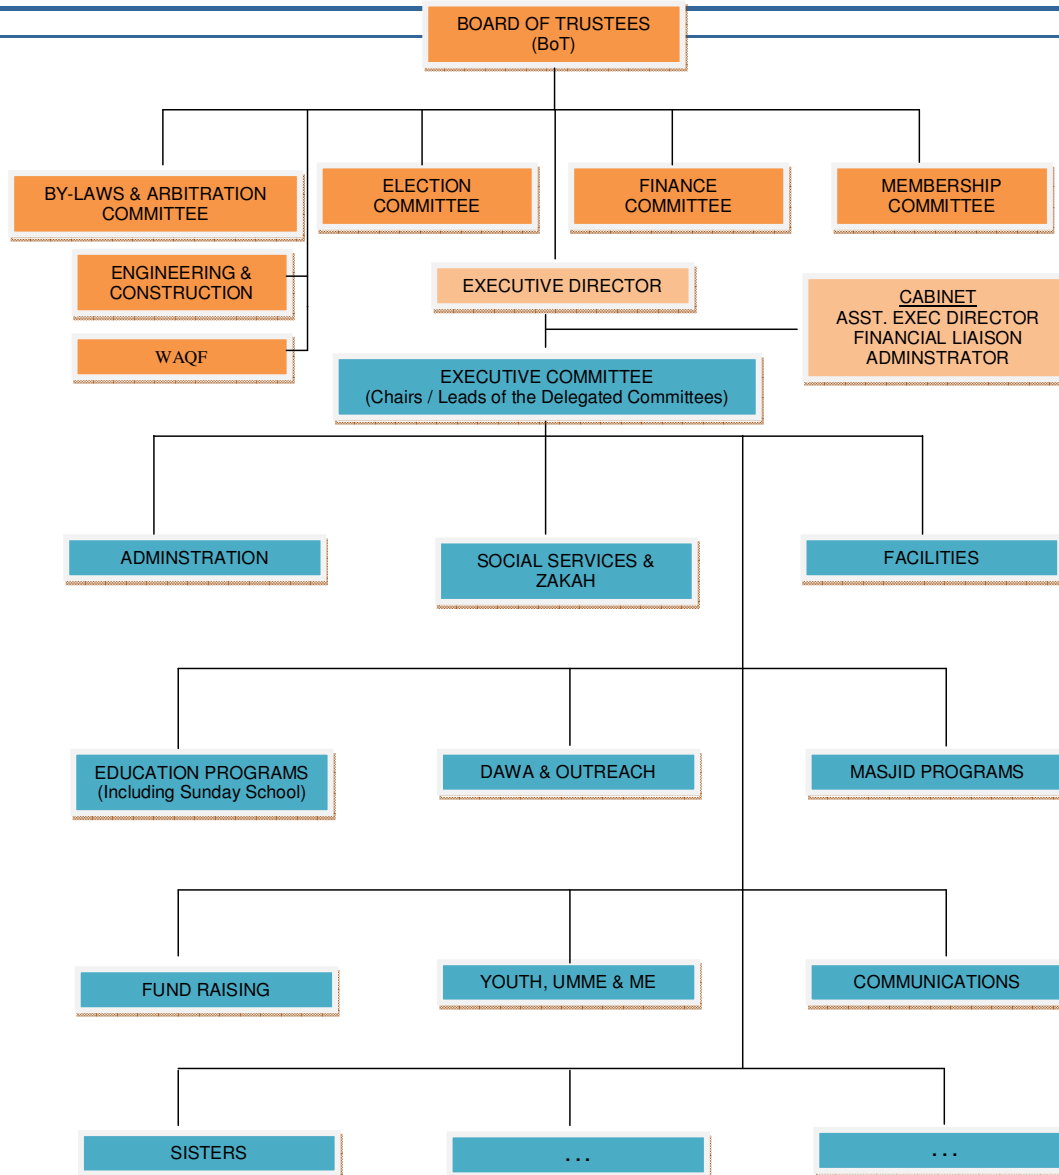 BOARD OF TRUSTEES
(BoT)
BY-LAWS & ARBITRATION
COMMITTEE
ELECTION
COMMITTEE
FINANCE
COMMITTEE
MEMBERSHIP
COMMITTEE
ENGINEERING &
CONSTRUCTION
WAQF
EXECUTIVE DIRECTOR
CABINET
ASST. EXEC DIRECTOR
FINANCIAL LIAISON
ADMINSTRATOR
EXECUTIVE COMMITTEE
(Chairs / Leads of the Delegated Committees)
ADMINSTRATION
SOCIAL SERVICES &
ZAKAH
FACILITIES
EDUCATION PROGRAMS
(Including Sunday School)
DAWA & OUTREACH
MASJID PROGRAMS
FUND RAISING
YOUTH, UMME & ME
COMMUNICATIONS
SISTERS
...
...